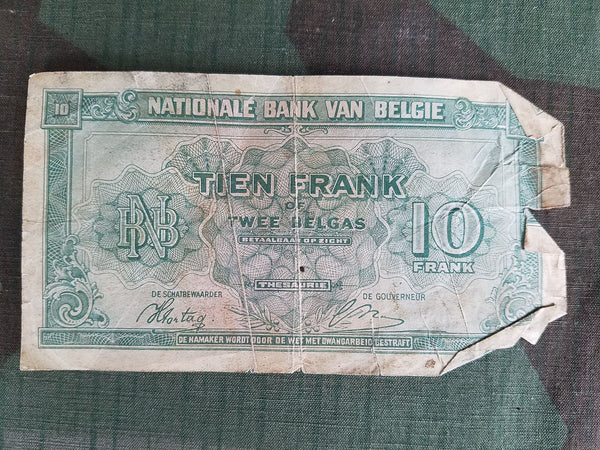 10
NATIONALE BANK VAN BELGIE
TIEN FRANK
OF
TWEE BELGAS
BETAALBAAR OP ZICHT
BNB
10
FRANK
THESAURIE
DE SCHATBEWAARDER
DE GOUVERNEUR
DE NAMAKER WORDT DOOR DE WET MET DWANGARBEID GESTRAFT